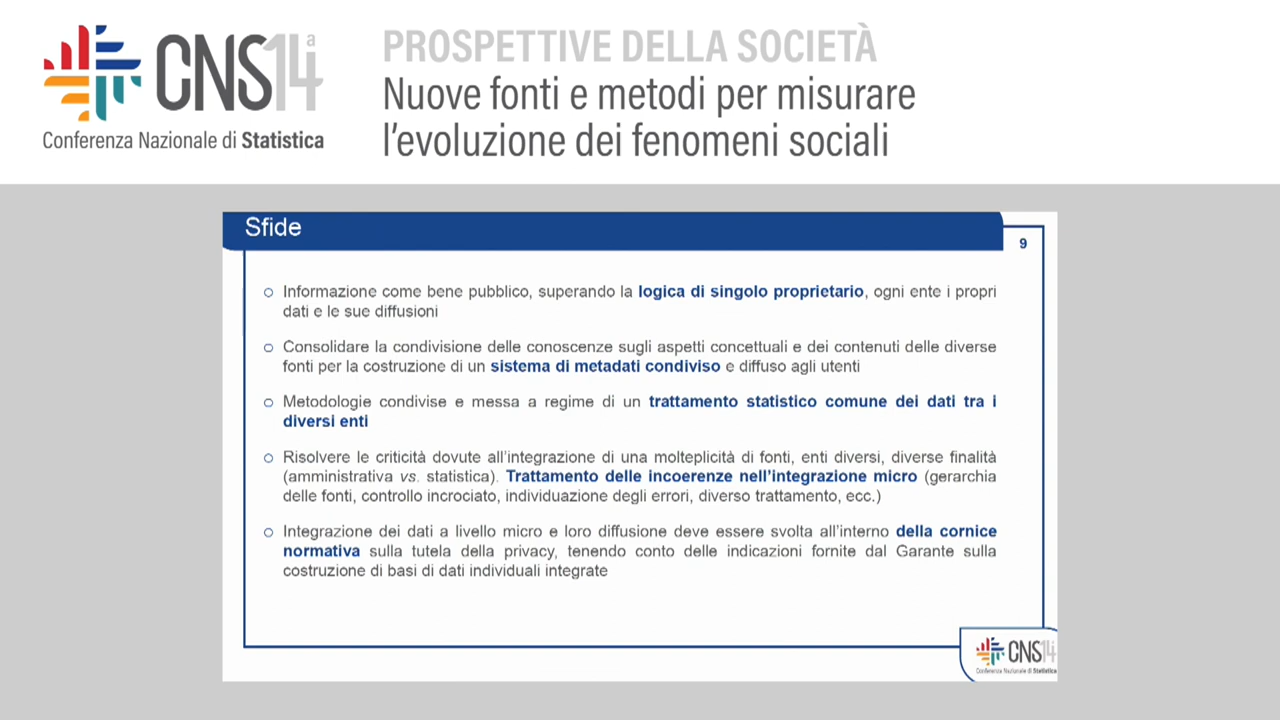 CNS14a
Conferenza Nazionale di Statistica
PROSPETTIVE DELLA SOCIETÀ
Nuove fonti e metodi per misurare
l'evoluzione dei fenomeni sociali
Sfide
9
○ Informazione come bene pubblico, superando la logica di singolo proprietario, ogni ente i propri
dati e le sue diffusioni
○ Consolidare la condivisione delle conoscenze sugli aspetti concettuali e dei contenuti delle diverse
fonti per la costruzione di un sistema di metadati condiviso e diffuso agli utenti
○ Metodologie condivise e messa a regime di un trattamento statistico comune dei dati tra i
diversi enti
○ Risolvere le criticità dovute all'integrazione di una molteplicità di fonti, enti diversi, diverse finalità
(amministrativa vs. statistica). Trattamento delle incoerenze nell'integrazione micro (gerarchia
delle fonti, controllo incrociato, individuazione degli errori, diverso trattamento, ecc.)
○ Integrazione dei dati a livello micro e loro diffusione deve essere svolta all'interno della cornice
normativa sulla tutela della privacy, tenendo conto delle indicazioni fornite dal Garante sulla
costruzione di basi di dati individuali integrate
CNS14
Conferenza Nazionale di Statistica